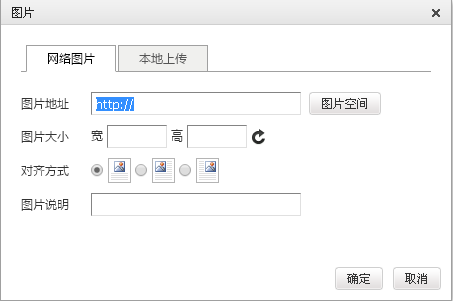 图片
网络图片 本地上传
图片地址 http:// 图片空间
图片大小 宽 高
对齐方式
图片说明
确定 取消